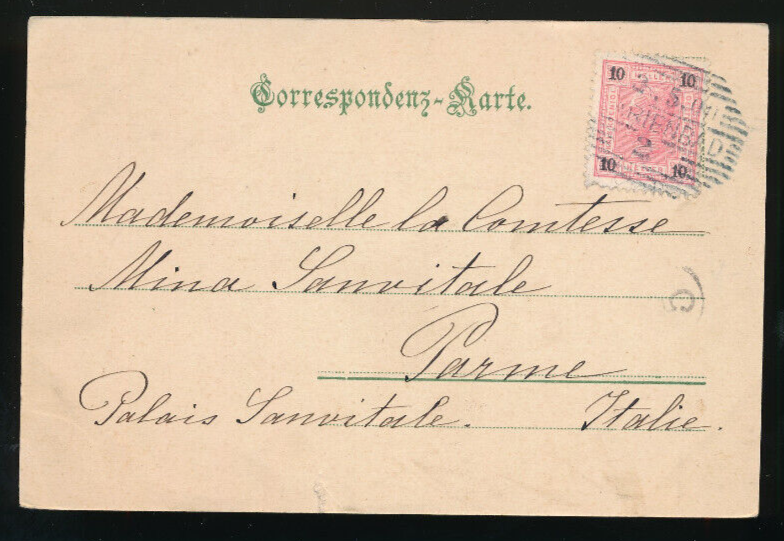 Correspondenz-Karte.
10 10
10 10
Mademoiselle la Comtesse
Mina Sanvitale
Parme
Palais Sanvitale. Italie.